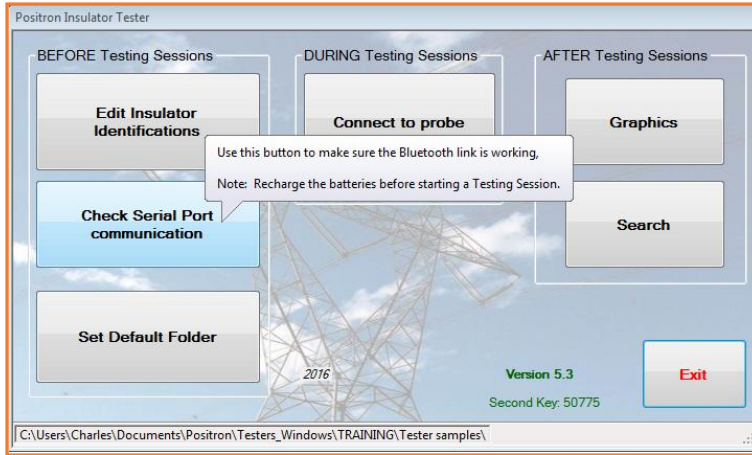 Positron Insulator Tester
BEFORE Testing Sessions
Edit Insulator
Identifications
Check Serial Port
communication
Set Default Folder
DURING Testing Sessions
Connect to probe
Use this button to make sure the Bluetooth link is working,
Note: Recharge the batteries before starting a Testing Session.
AFTER Testing Sessions
Graphics
Search
2016
Version 5.3
Second Key: 50775
Exit
C:\Users\Charles\Documents\Positron\Testers_Windows\TRAINING\Tester samples\